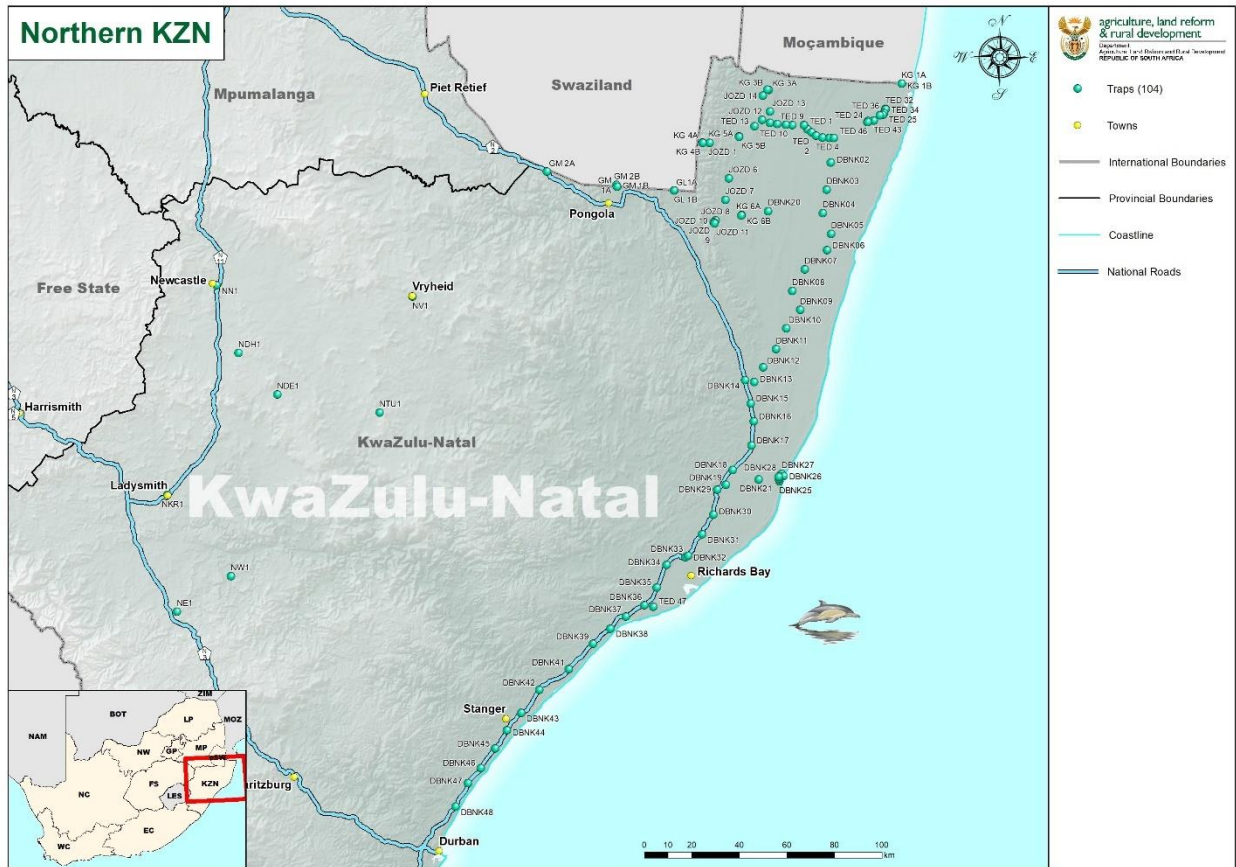 Northern KZN
Moçambique
Swaziland
Mpumalanga
Piet Retief
N
W
E
S
KG 1A
KG 1B
KG 3B
KG 3A
JOZD 14
JOZD 13
JOZD 12
TED 13
TED 9
TED 10
TED 1
TED 2
TED 4
TED 36
TED 32
TED 24
TED 34
TED 25
TED 46
TED 43
KG 4A
KG 5A
KG 4B
JOZD 1
KG 5B
DBNK02
GM 2A
GM 2B
GM 1B
GM 1A
GL1A
GL 1B
JOZD 6
JOZD 7
DBNK03
Pongola
JOZD 8
KG 6A
DBNK20
DBNK04
JOZD 10
KG 6B
JOZD 9
JOZD 11
DBNK05
DBNK06
DBNK07
N
2
N
11
Free State
Newcastle
NN1
Vryheid
NV1
DBNK08
DBNK09
DBNK10
NDH1
DBNK11
DBNK12
NDE1
DBNK14
DBNK13
N
3
N
5
Harrismith
NTU1
DBNK15
DBNK16
KwaZulu-Natal
DBNK17
DBNK18
DBNK28
DBNK27
DBNK19
DBNK26
Ladysmith
NKR1
KwaZulu-Natal
DBNK29
DBNK21
DBNK25
DBNK30
DBNK31
DBNK33
DBNK32
DBNK34
Richards Bay
NW1
DBNK35
DBNK36
TED 47
NE1
DBNK37
DBNK38
DBNK39
N
3
DBNK41
DBNK42
Stanger
DBNK43
DBNK44
DBNK45
DBNK46
ritzburg
DBNK47
DBNK48
Durban
ZIM
BOT
MOZ
NAM
LP
NW
GP
MP
SW
NC
FS
KZN
LES
EC
WC
0 20 40 60 80 100
km
agriculture, land reform
& rural development
Department:
Agriculture, Land Reform and Rural Development
REPUBLIC OF SOUTH AFRICA
Traps (104)
Towns
International Boundaries
Provincial Boundaries
Coastline
National Roads